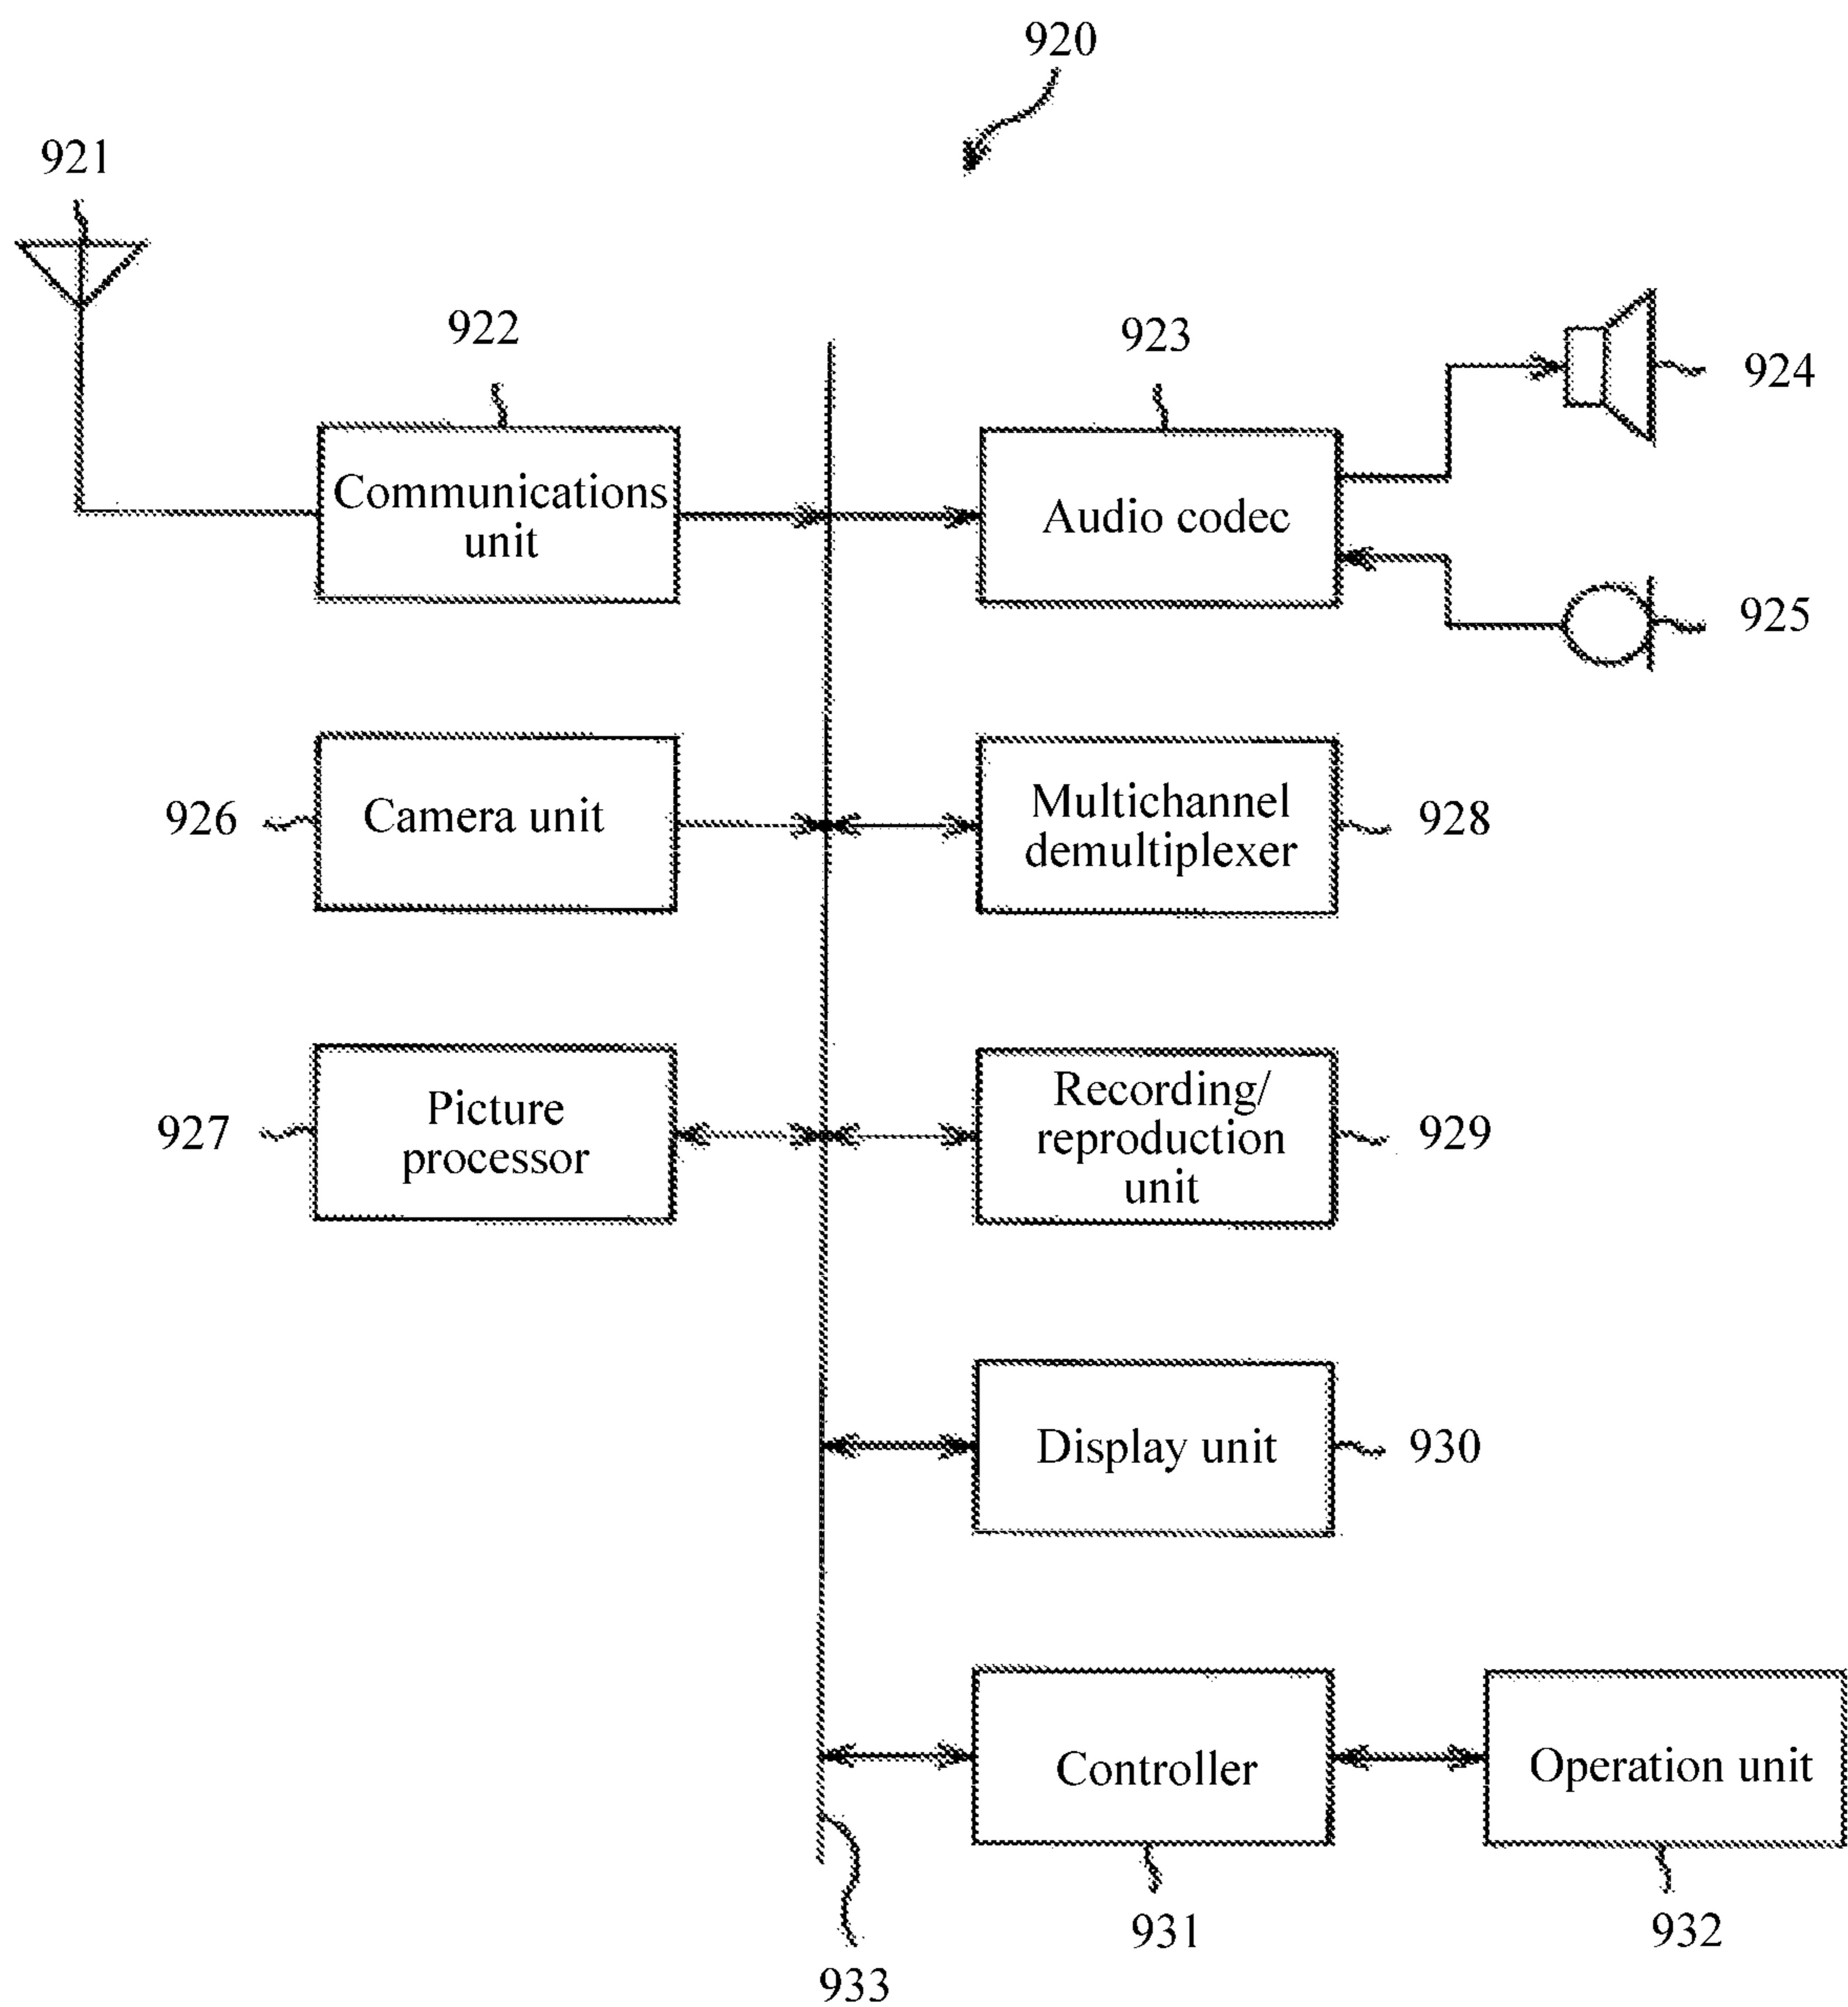 920
921
922
923
924
Communications
unit
Audio codec
925
926
Camera unit
Multichannel
demultiplexer
928
927
Picture
processor
Recording/
reproduction
unit
929
Display unit
930
Controller
Operation unit
931
932
933